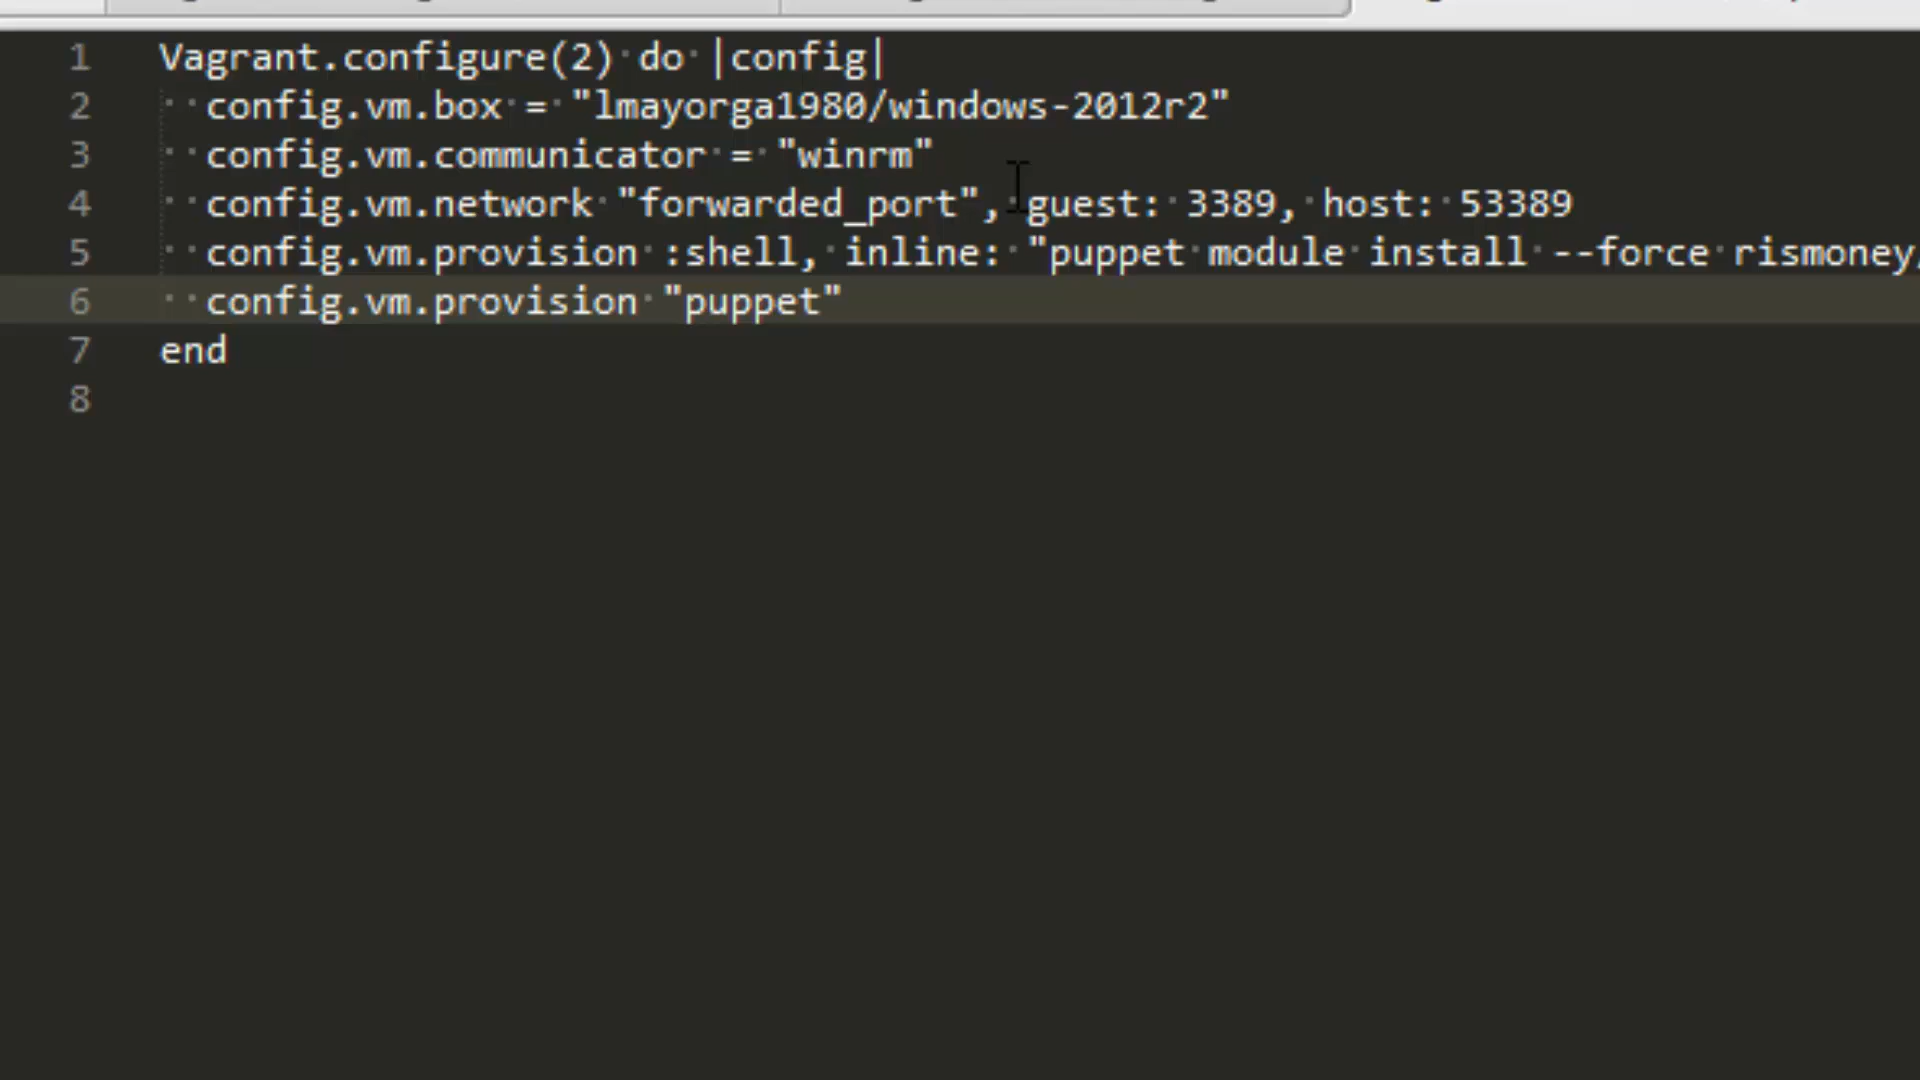 1 Vagrant.configure(2) do |config|
2 config.vm.box = "lmayorga1980/windows-2012r2"
3 config.vm.communicator = "winrm"
4 config.vm.network "forwarded_port", guest: 3389, host: 53389
5 config.vm.provision :shell, inline: "puppet module install --force rismoney/
6 config.vm.provision "puppet"
7 end
8